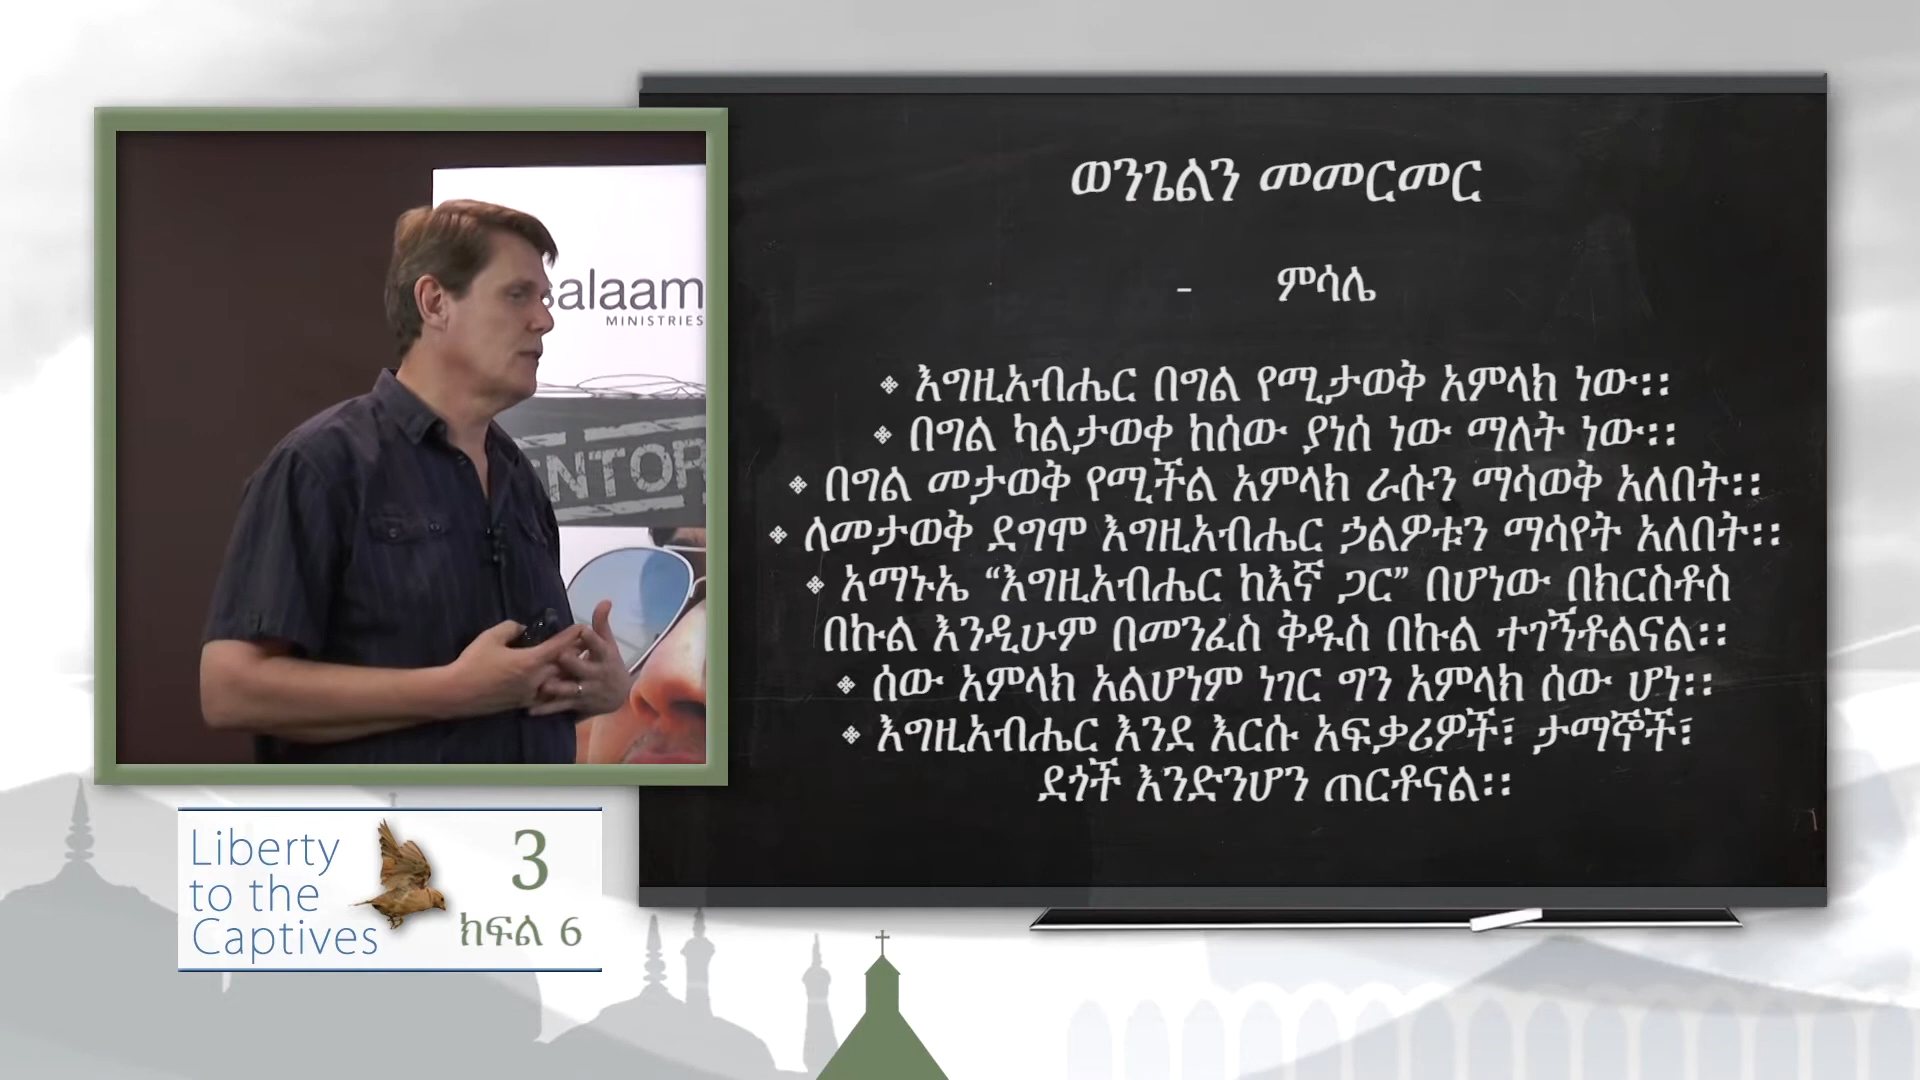 ወንጌልን መመርመር
- ምሳሌ
❖ እግዚአብሔር በግል የሚታወቅ አምላክ ነው፡፡
❖ በግል ካልታወቀ ከሰው ያነሰ ነው ማለት ነው፡፡
❖ በግል መታወቅ የሚችል አምላክ ራሱን ማሳወቅ አለበት፡፡
❖ ለመታወቅ ደግሞ እግዚአብሔር ኃልዎቱን ማሳየት አለበት፡፡
❖ አማኑኤ “እግዚአብሔር ከእኛ ጋር” በሆነው በክርስቶስ
በኩል እንዲሁም በመንፈስ ቅዱስ በኩል ተገኝቶልናል፡፡
❖ ሰው አምላክ አልሆነም ነገር ግን አምላክ ሰው ሆነ፡፡
❖ እግዚአብሔር እንደ እርሱ አፍቃሪዎች፣ ታማኞች፣
ደጎች እንድንሆን ጠርቶናል፡፡
salaam
MINISTRIES
ENTOR
Liberty
to the
Captives
3
ክፍል 6